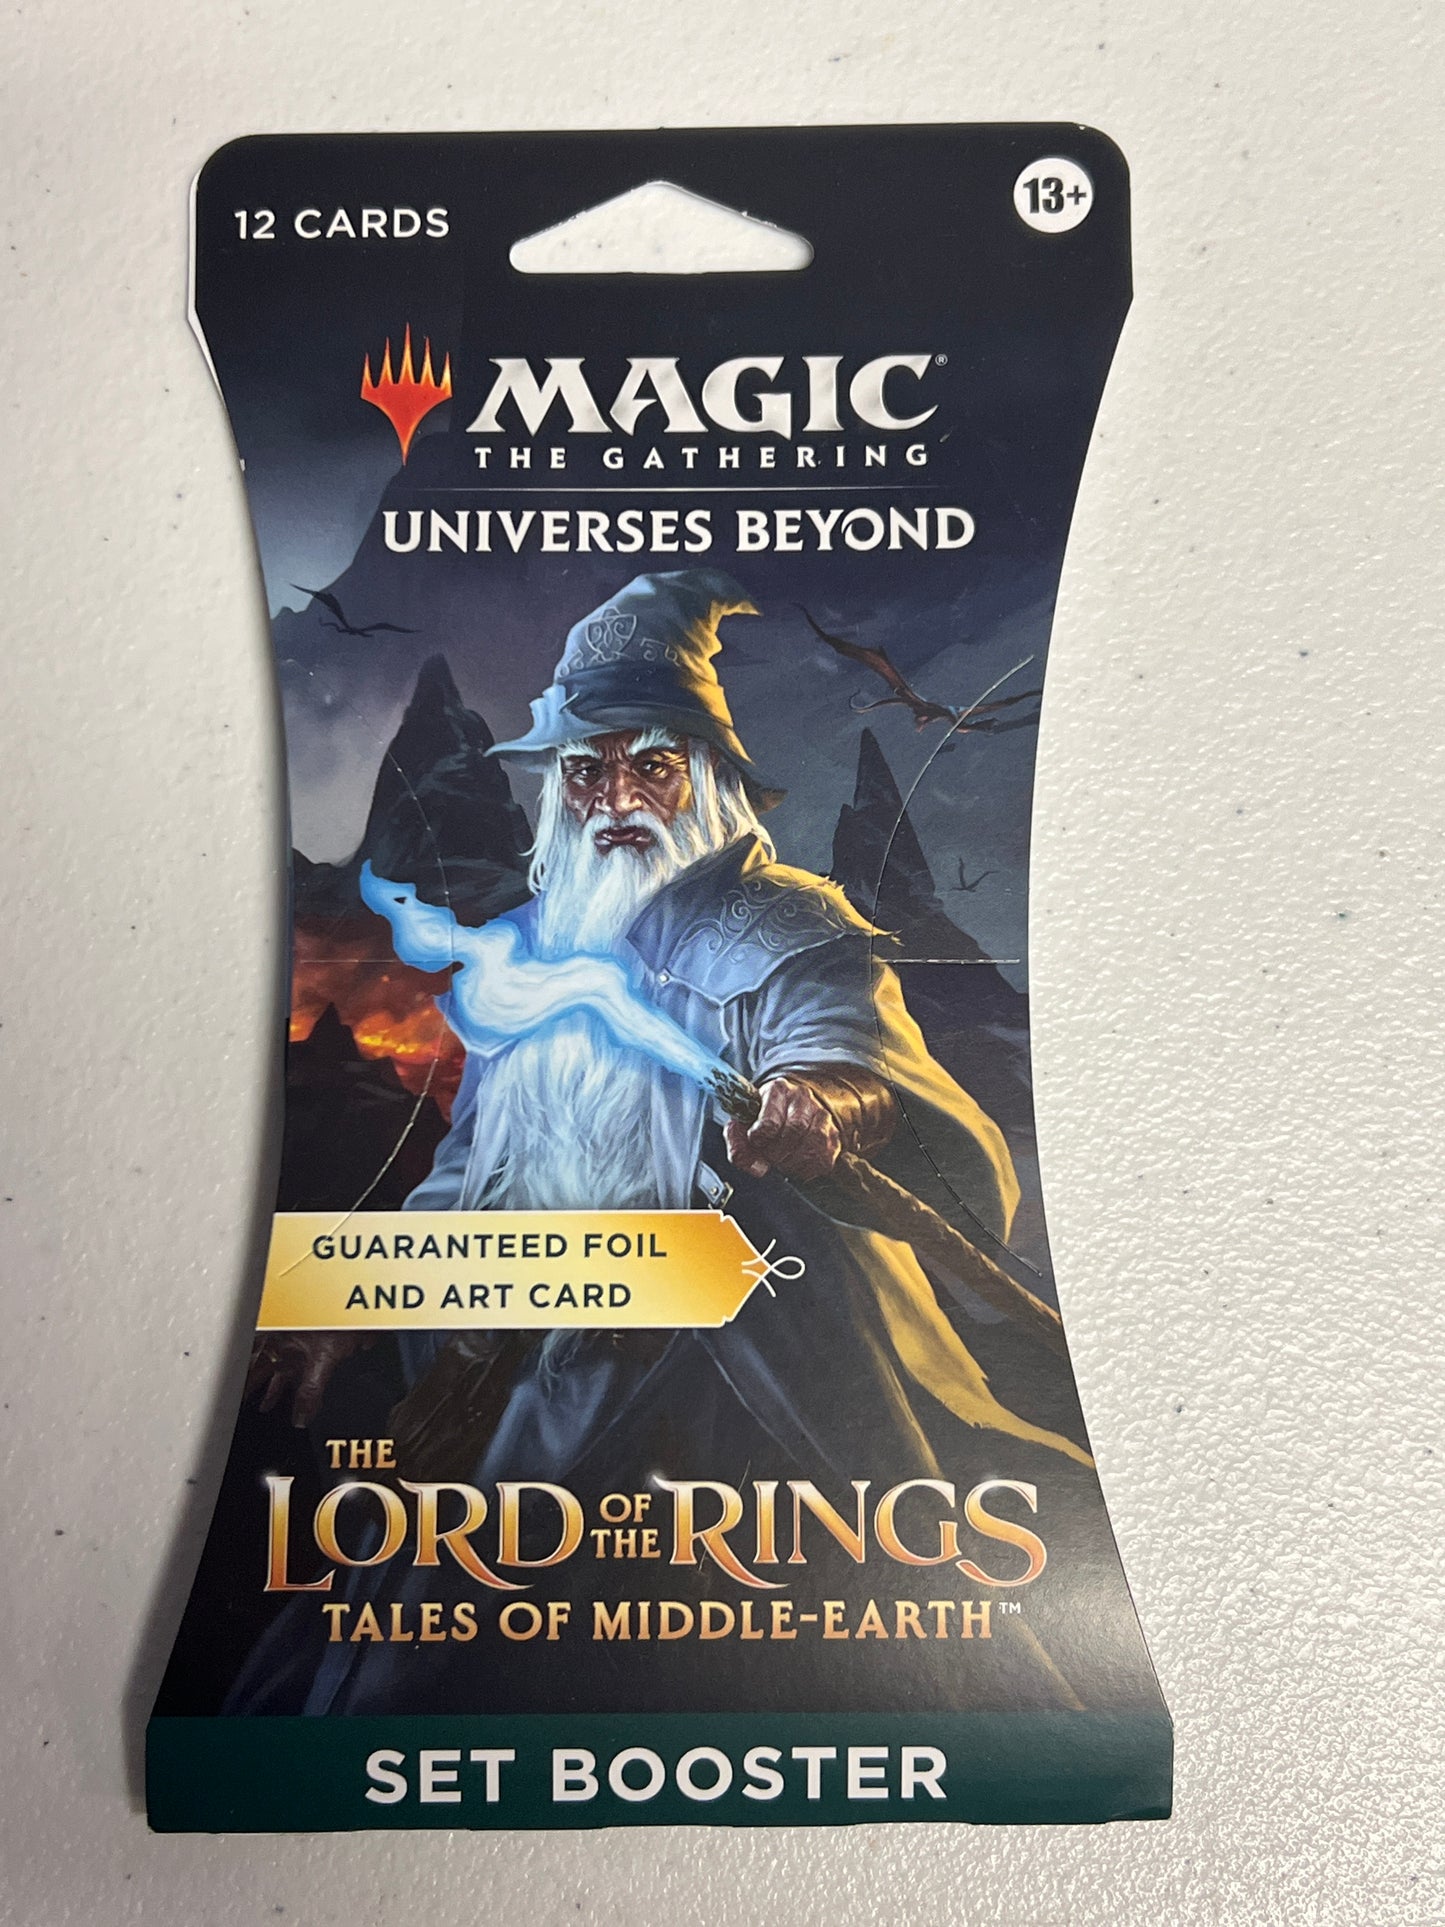 12 CARDS
13+
MAGIC®
THE GATHERING
UNIVERSES BEYOND
GUARANTEED FOIL
AND ART CARD
THE
LORD OF THE RINGS
TALES OF MIDDLE-EARTH™
SET BOOSTER